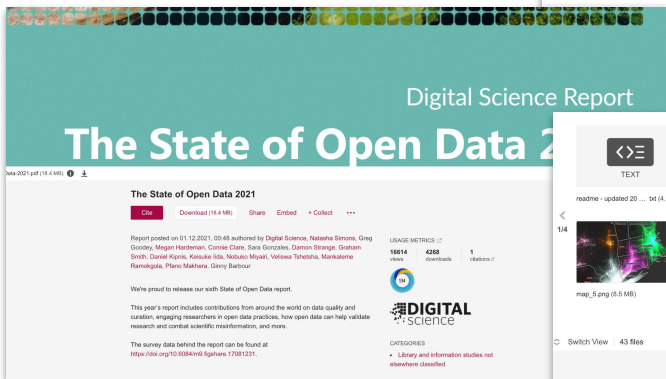 Digital Science Report
The State of Open Data 2
Data-2021.pdf (18.4 MB)
The State of Open Data 2021
Cite Download (18.4 MB) Share Embed + Collect •••
Report posted on 01.12.2021, 00:48 authored by Digital Science, Natasha Simons, Greg
Goodey, Megan Hardeman, Connie Clare, Sara Gonzales, Damon Strange, Graham
Smith, Daniel Kipnis, Keisuke Iida, Nobuko Miyairi, Veliswa Tshetsha, Mankaleme
Ramokgola, Pfano Makhera, Ginny Barbour
We're proud to release our sixth State of Open Data report.
This year's report includes contributions from around the world on data quality and
curation, engaging researchers in open data practices, how open data can help validate
research and combat scientific misinformation, and more.
The survey data behind the report can be found at
https://doi.org/10.6084/m9.figshare.17081231.
USAGE METRICS
16614 4268 1
views downloads citations
194
DIGITAL
science
CATEGORIES
• Library and information studies not
elsewhere classified
TEXT
readme - updated 20 ... txt (4.
1/4
map_5.png (8.5 MB)
Switch View 43 files